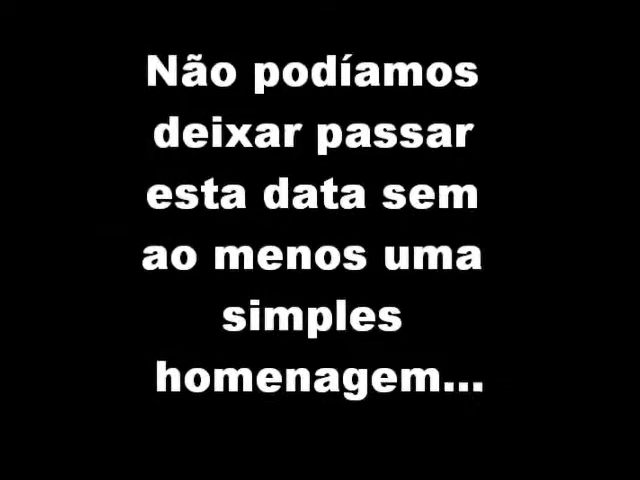 Não podíamos
deixar passar
esta data sem
ao menos uma
simples
homenagem...